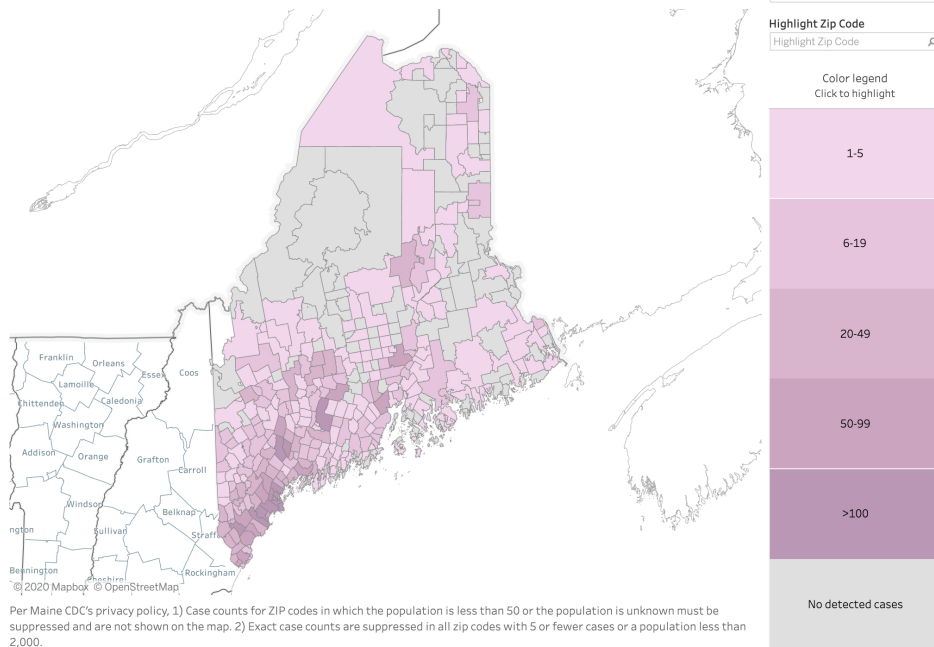 Highlight Zip Code
Highlight Zip Code
Color legend
Click to highlight
1-5
6-19
20-49
50-99
>100
No detected cases
Franklin
Orleans
Essex
Coos
Lamoille
Chittenden
Caledonia
Washington
Addison
Orange
Grafton
Carroll
Windsor
Belknap
Sullivan
Straff
ngton
Bennington
Cheshire
Rockingham
© 2020 Mapbox © OpenStreetMap
Per Maine CDC's privacy policy, 1) Case counts for ZIP codes in which the population is less than 50 or the population is unknown must be
suppressed and are not shown on the map. 2) Exact case counts are suppressed in all zip codes with 5 or fewer cases or a population less than
2,000.